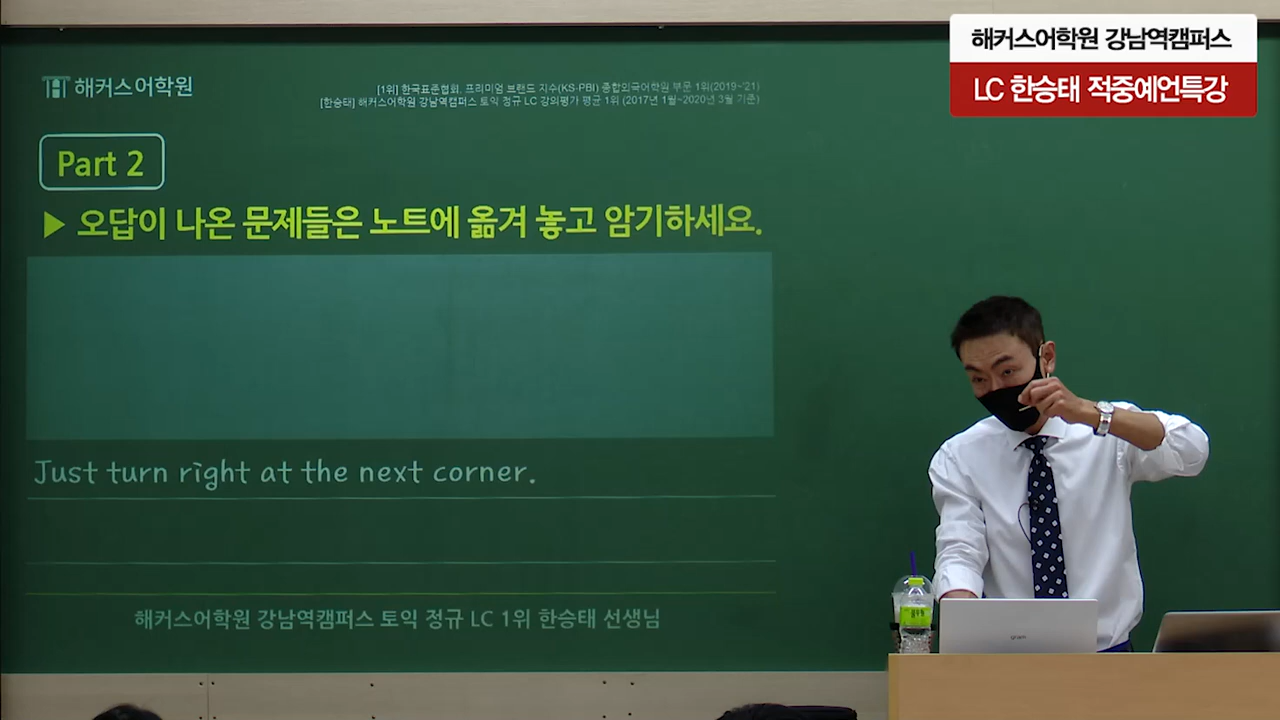 해커스어학원 강남역캠퍼스
LC 한승태 적중예언특강
해커스어학원
[1위] 한국표준협회, 프리미엄 브랜드 지수(KS-PBI) 종합외국어학원 부문 1위(2019~'21)
[한승태] 해커스어학원 강남역캠퍼스 토익 정규 LC 강의평가 평균 1위 (2017년 1월~2020년 3월 기준)
Part 2
▶ 오답이 나온 문제들은 노트에 옮겨 놓고 암기하세요.
Just turn right at the next corner.
해커스어학원 강남역캠퍼스 토익 정규 LC 1위 한승태 선생님
gram